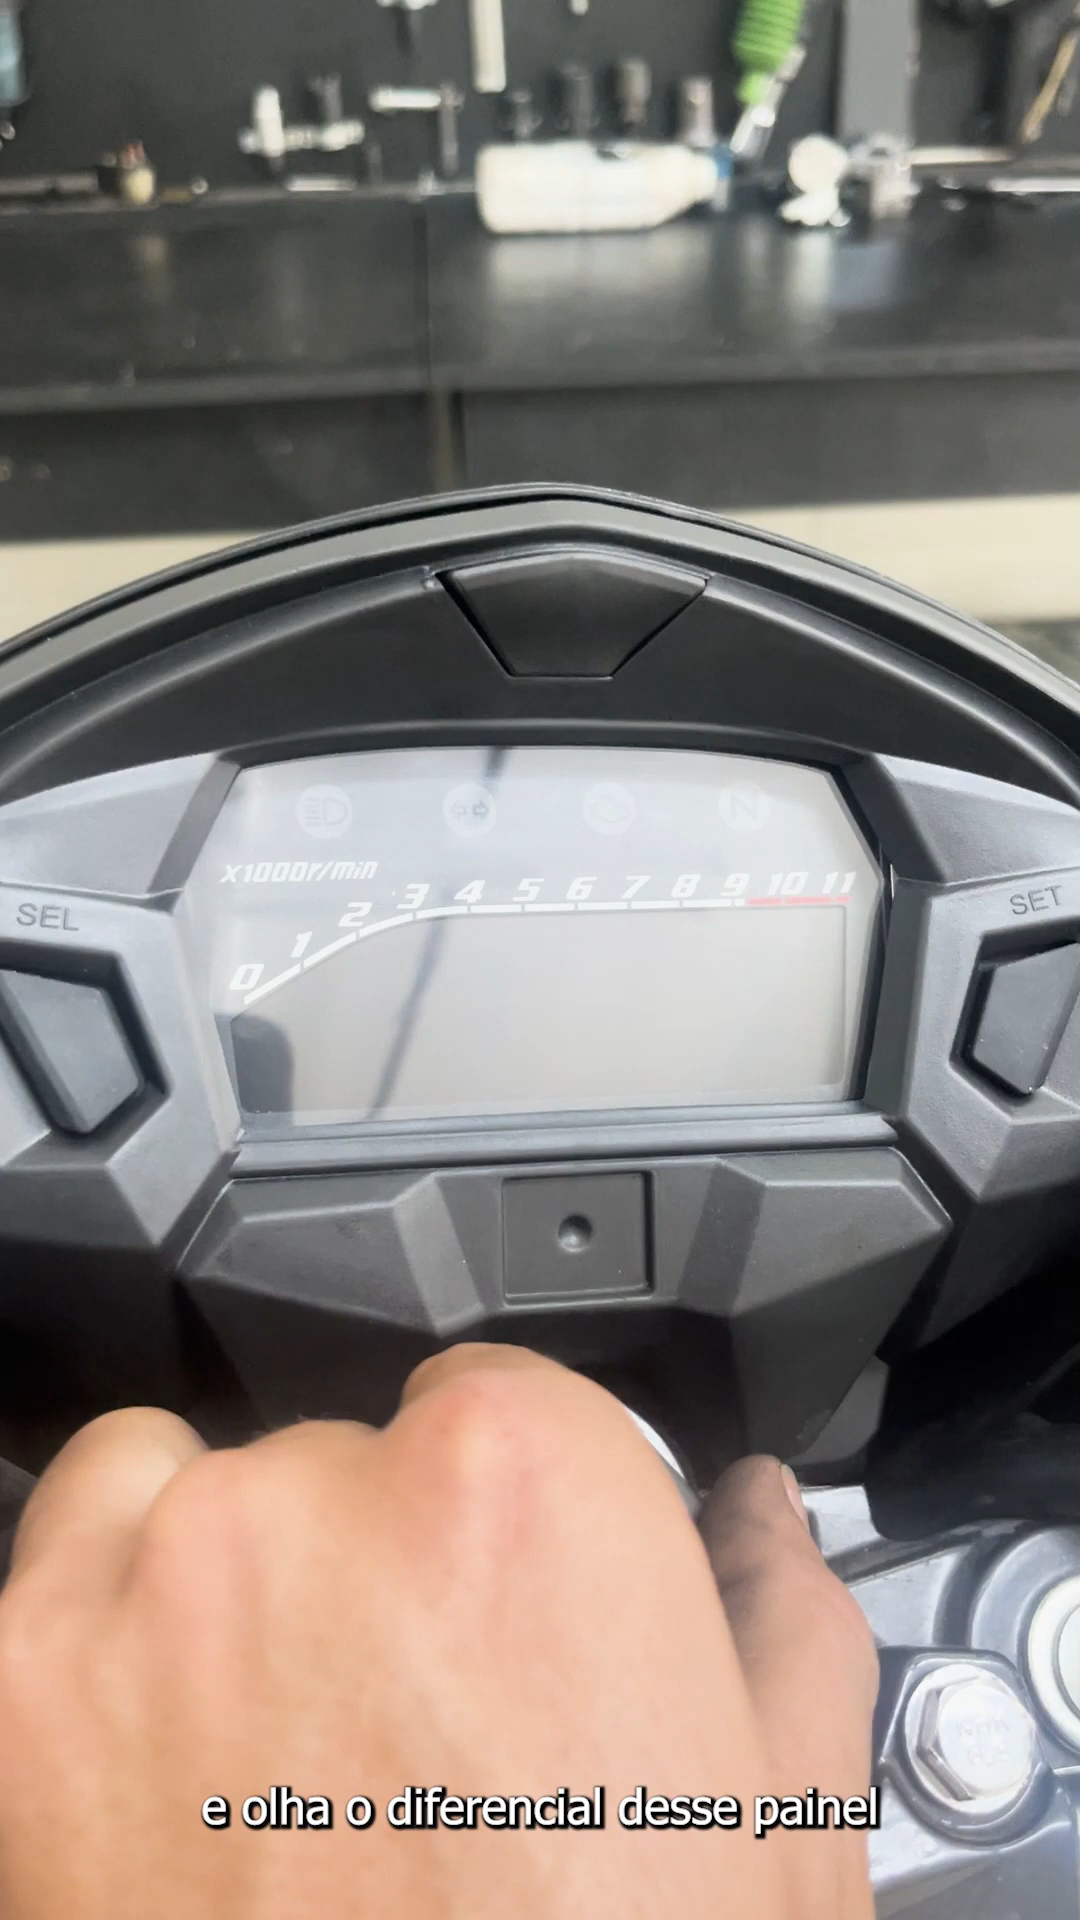 x1000r/min
0 1 2 3 4 5 6 7 8 9 10 11
SEL
SET
N
e olha o diferencial desse painel